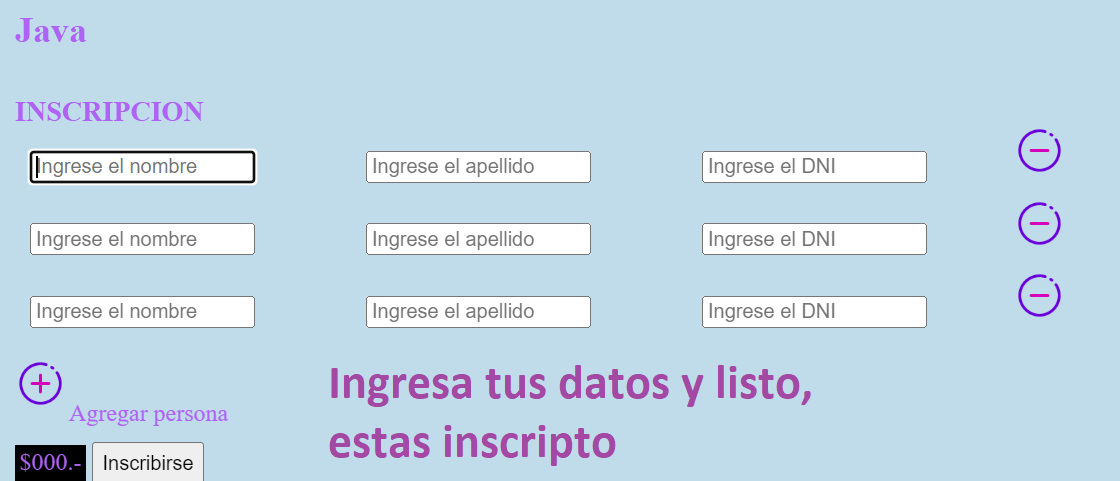 Java
INSCRIPCION
Ingrese el nombre Ingrese el apellido Ingrese el DNI
Ingrese el nombre Ingrese el apellido Ingrese el DNI
Ingrese el nombre Ingrese el apellido Ingrese el DNI
Agregar persona
Ingresa tus datos y listo,
estas inscripto
$000.- Inscribirse